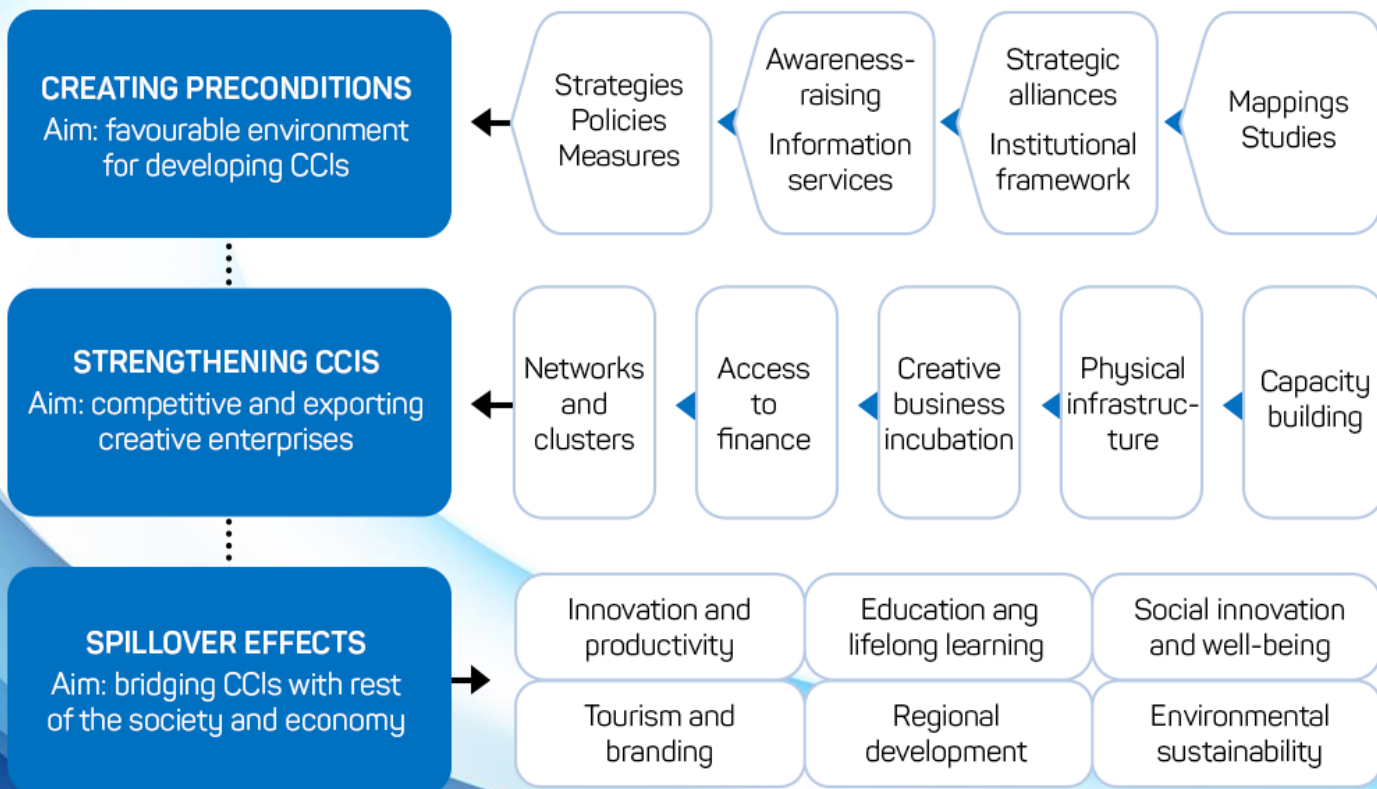 CREATING PRECONDITIONS
Aim: favourable environment
for developing CCIs
Strategies
Policies
Measures
Awareness-
raising
Information
services
Strategic
alliances
Institutional
framework
Mappings
Studies
STRENGTHENING CCIS
Aim: competitive and exporting
creative enterprises
Networks
and
clusters
Access
to
finance
Creative
business
incubation
Physical
infrastruc-
ture
Capacity
building
SPILLOVER EFFECTS
Aim: bridging CCIs with rest
of the society and economy
Innovation and
productivity
Education ang
lifelong learning
Social innovation
and well-being
Tourism and
branding
Regional
development
Environmental
sustainability